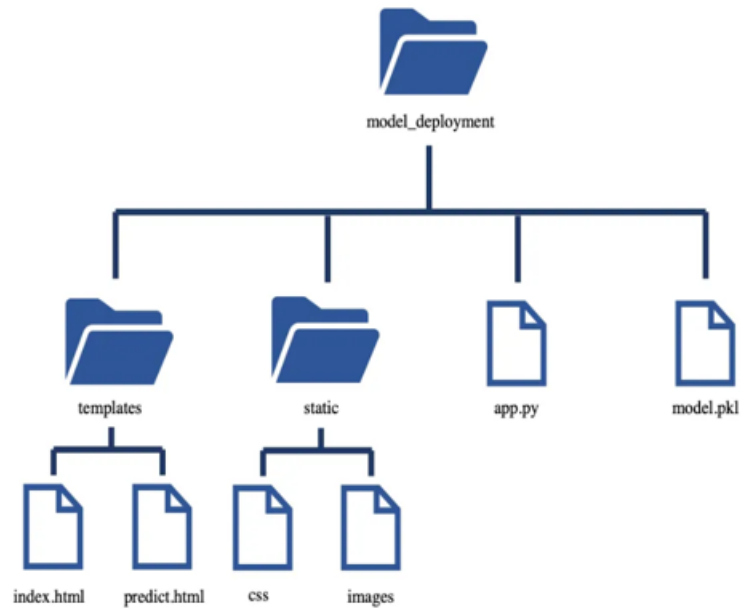 model_deployment
templates
static
app.py
model.pkl
index.html
predict.html
css
images